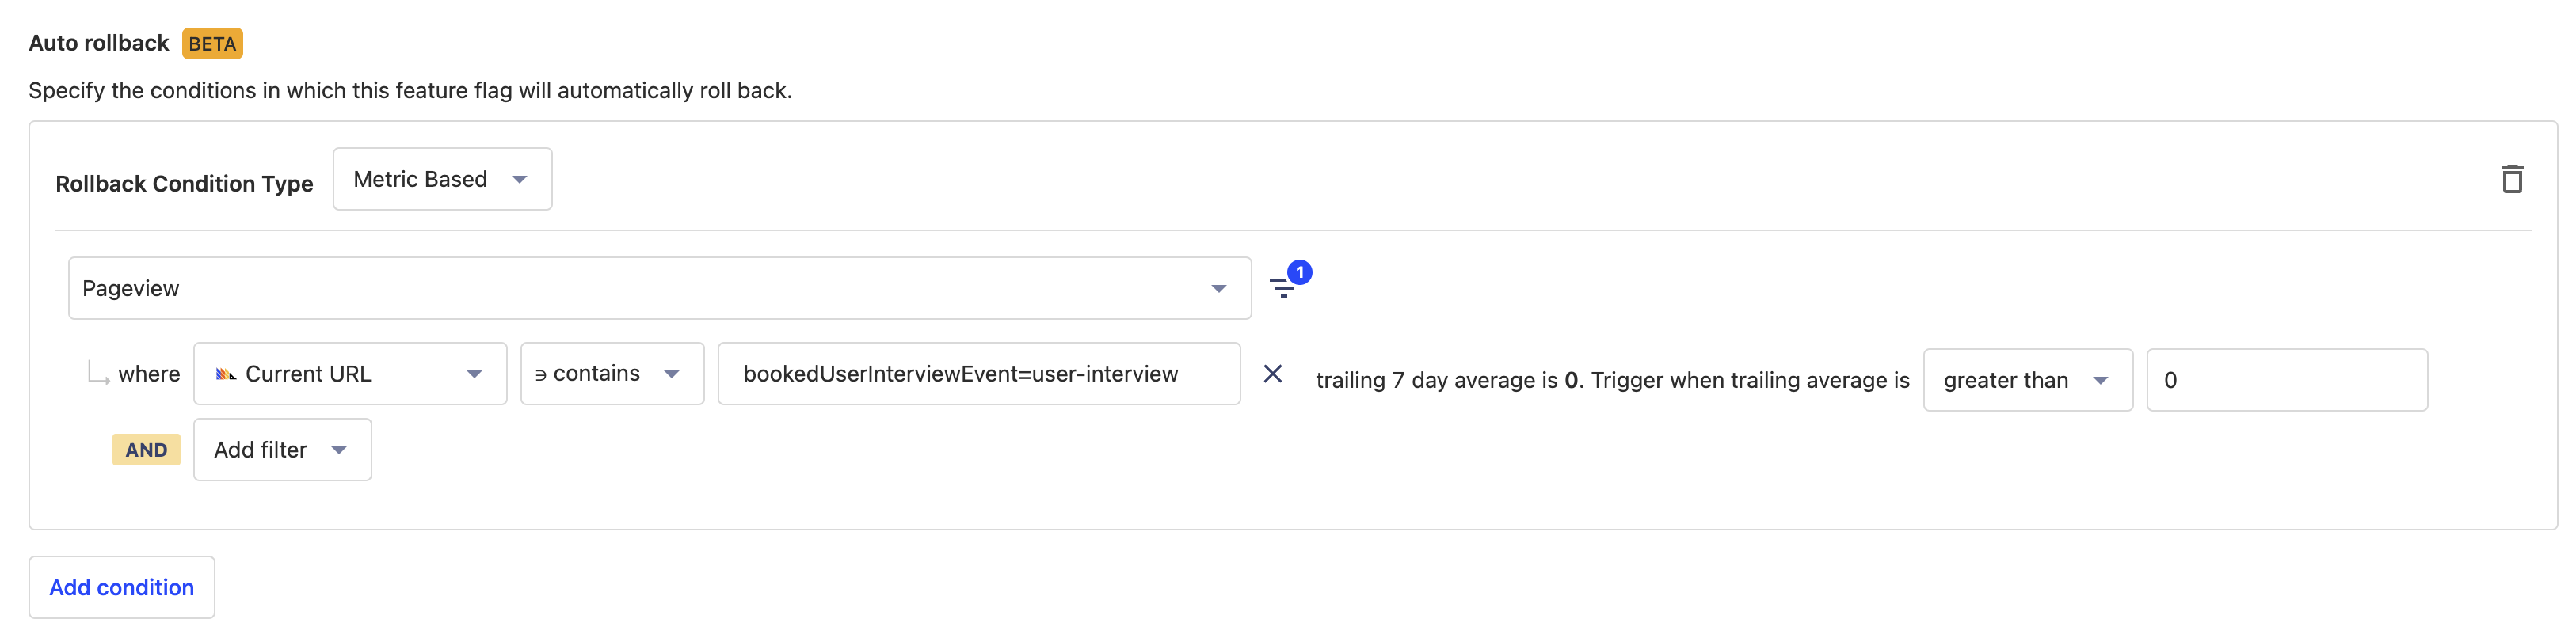 Auto rollback BETA
Specify the conditions in which this feature flag will automatically roll back.
Rollback Condition Type Metric Based
Pageview 1
where Current URL ∋ contains bookedUserInterviewEvent=user-interview trailing 7 day average is 0. Trigger when trailing average is greater than 0
AND Add filter
Add condition